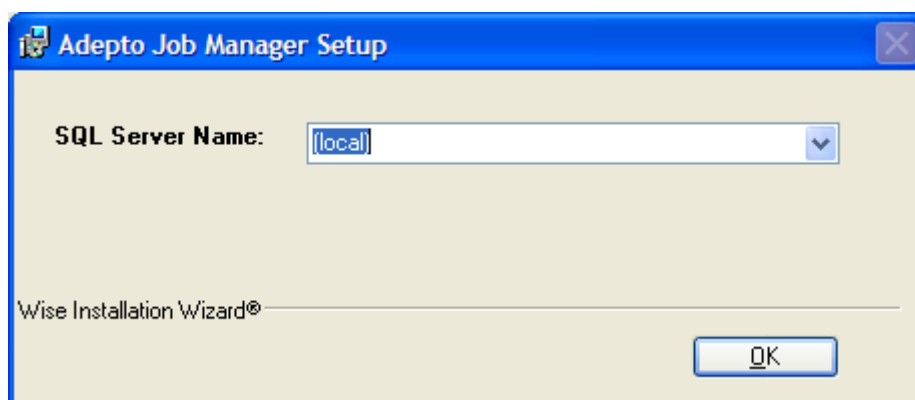 Adepto Job Manager Setup
SQL Server Name: (local)
Wise Installation Wizard®
OK